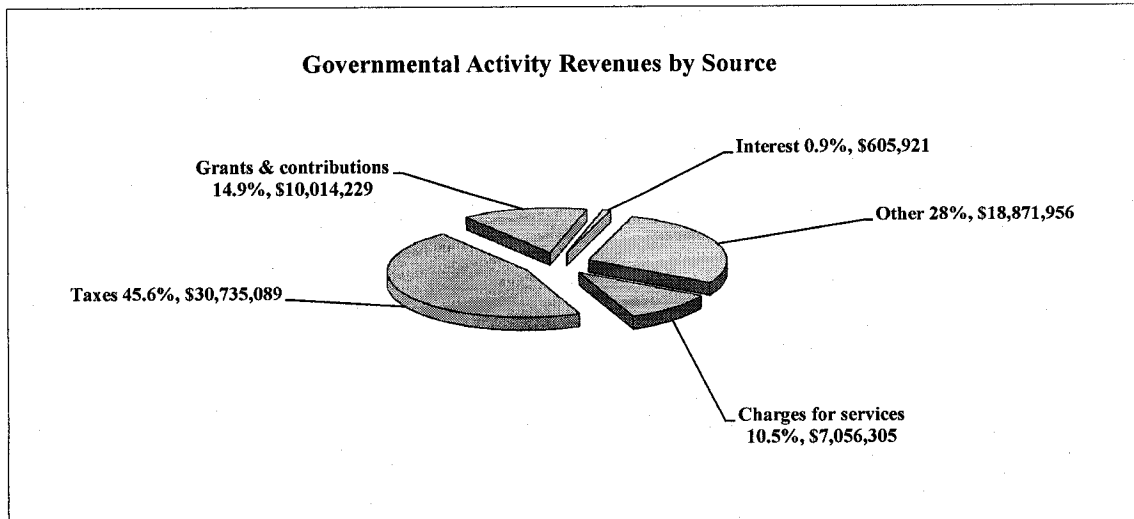 Governmental Activity Revenues by Source
Interest 0.9%, $605,921
Grants & contributions
14.9%, $10,014,229
Other 28%, $18,871,956
Taxes 45.6%, $30,735,089
Charges for services
10.5%, $7,056,305